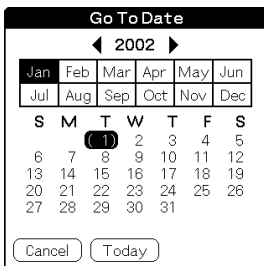 Go To Date
2002
Jan Feb Mar Apr May Jun
Jul Aug Sep Oct Nov Dec
S M T W T F S
( 1) 2 3 4 5
6 7 8 9 10 11 12
13 14 15 16 17 18 19
20 21 22 23 24 25 26
27 28 29 30 31
Cancel Today